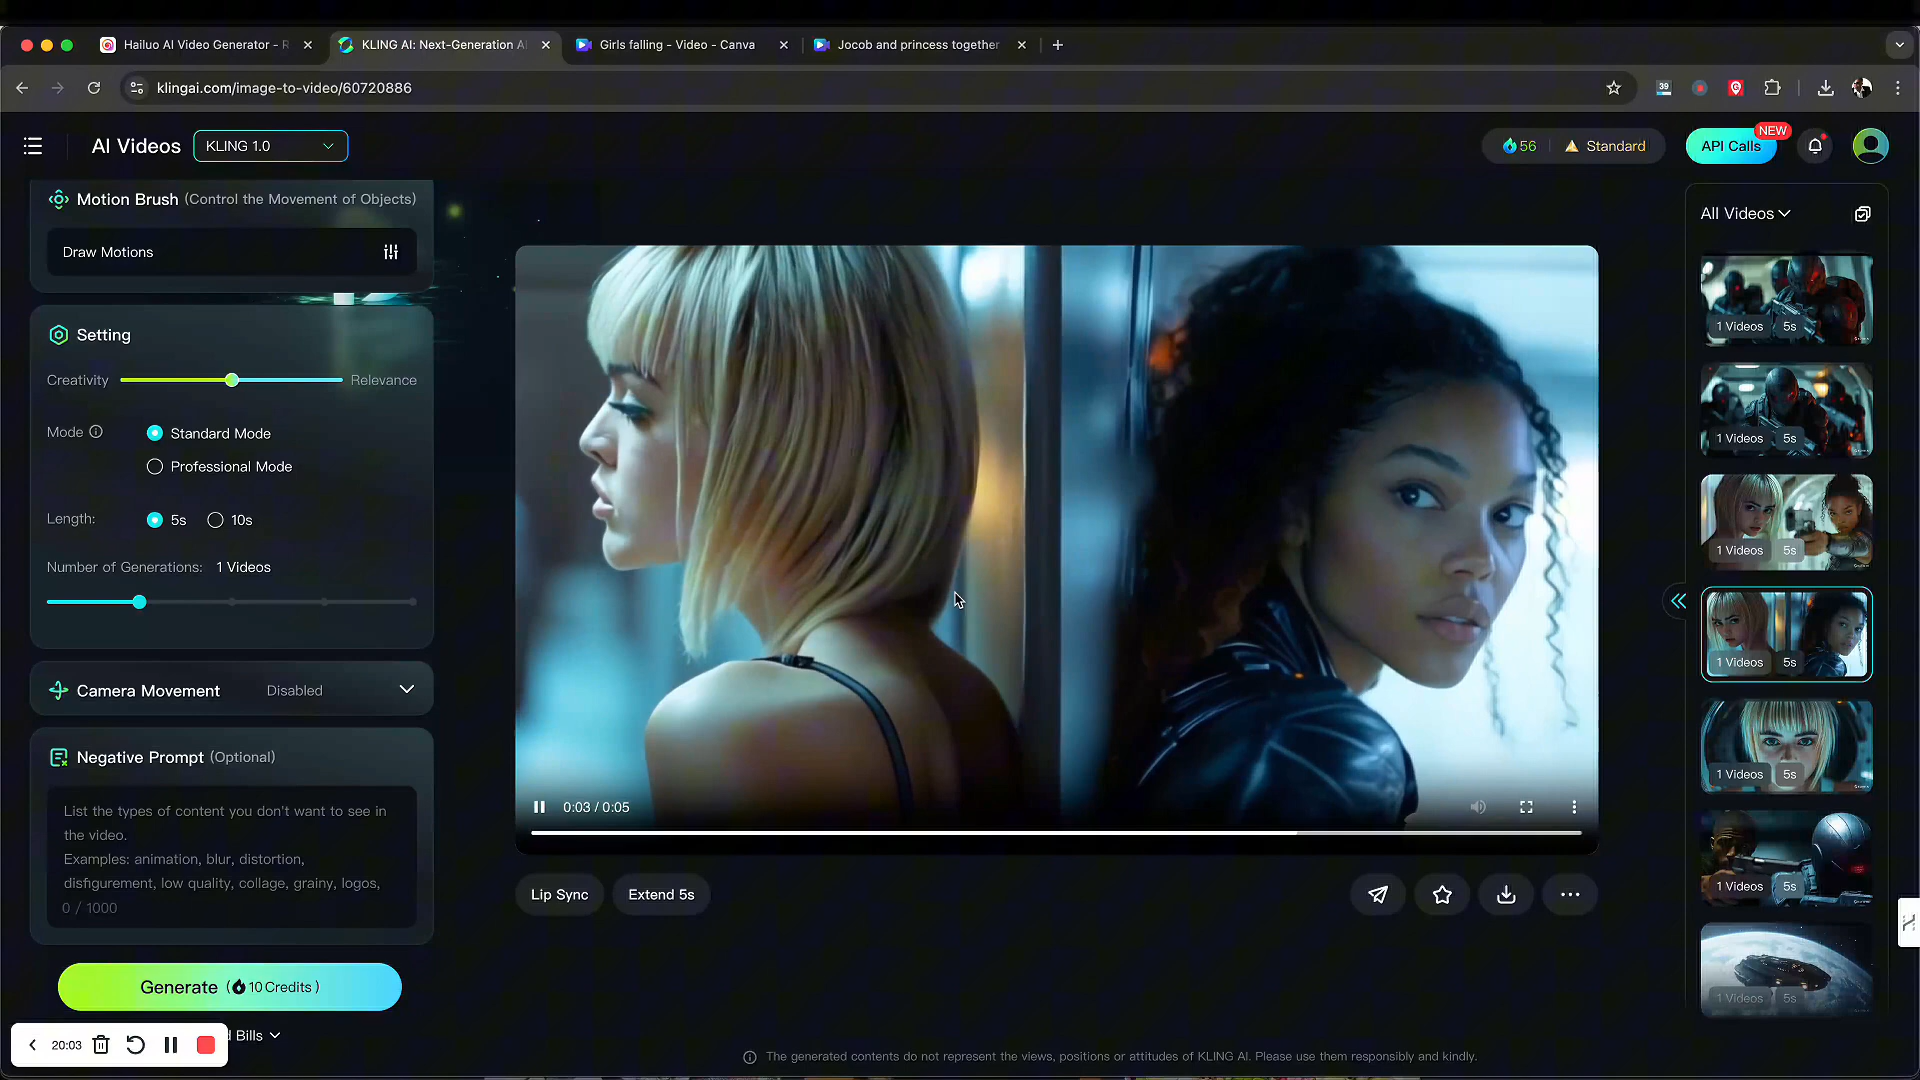 Hailuo AI Video Generator - R
KLING AI: Next-Generation AI
Girls falling - Video - Canva
Jocob and princess together
klingai.com/image-to-video/60720886
39
AI Videos
KLING 1.0
56
Standard
API Calls
NEW
Motion Brush (Control the Movement of Objects)
Draw Motions
Setting
Creativity
Relevance
Mode
Standard Mode
Professional Mode
Length:
5s
10s
Number of Generations: 1 Videos
Camera Movement
Disabled
Negative Prompt (Optional)
List the types of content you don't want to see in
the video.
Examples: animation, blur, distortion,
disfigurement, low quality, collage, grainy, logos,
0 / 1000
Generate ( 10 Credits )
Bills
20:03
0:03 / 0:05
Lip Sync
Extend 5s
The generated contents do not represent the views, positions or attitudes of KLING AI. Please use them responsibly and kindly.
All Videos
1 Videos 5s
1 Videos 5s
1 Videos 5s
1 Videos 5s
1 Videos 5s
1 Videos 5s
1 Videos 5s